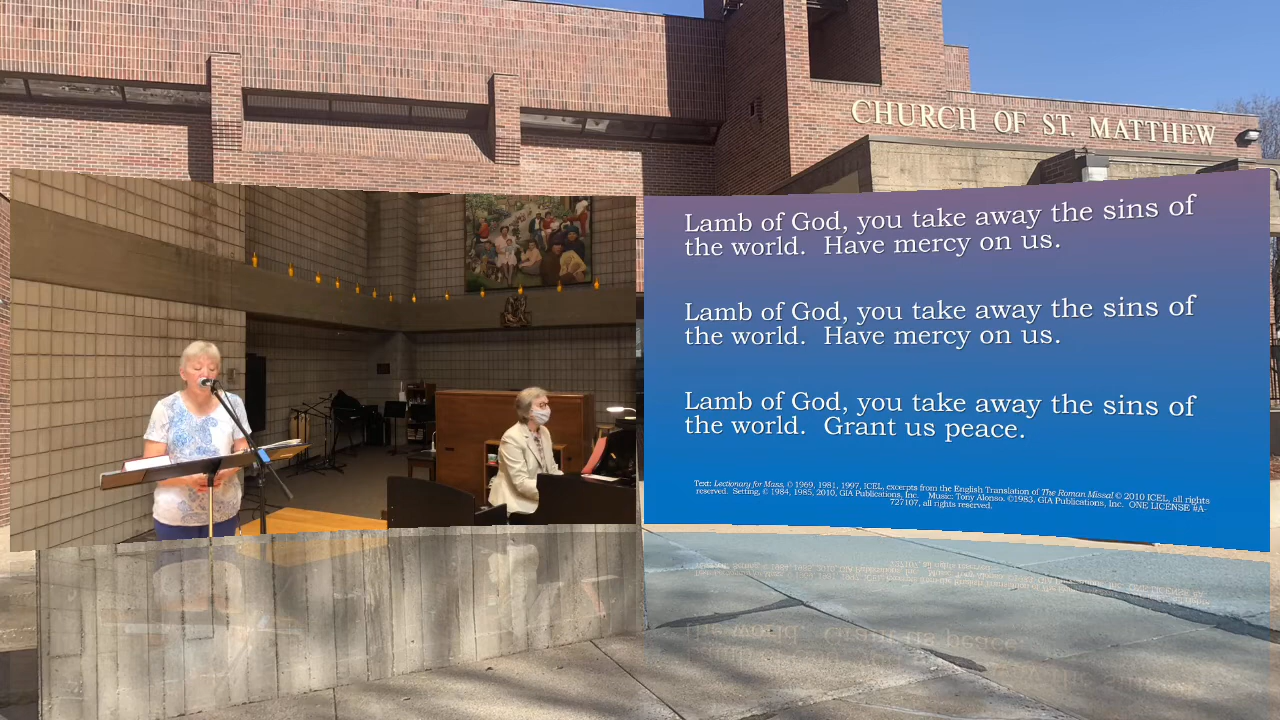 CHURCH OF ST. MATTHEW
Lamb of God, you take away the sins of
the world. Have mercy on us.
Lamb of God, you take away the sins of
the world. Have mercy on us.
Lamb of God, you take away the sins of
the world. Grant us peace.
Text: Lectionary for Mass, © 1969, 1981, 1997, ICEL, excerpts from the English Translation of The Roman Missal © 2010 ICEL, all rights
reserved. Setting, © 1984, 1985, 2010, GIA Publications, Inc. Music: Tony Alonso. ©1983. GIA Publications, Inc. ONE LICENSE #A-
727107, all rights reserved.